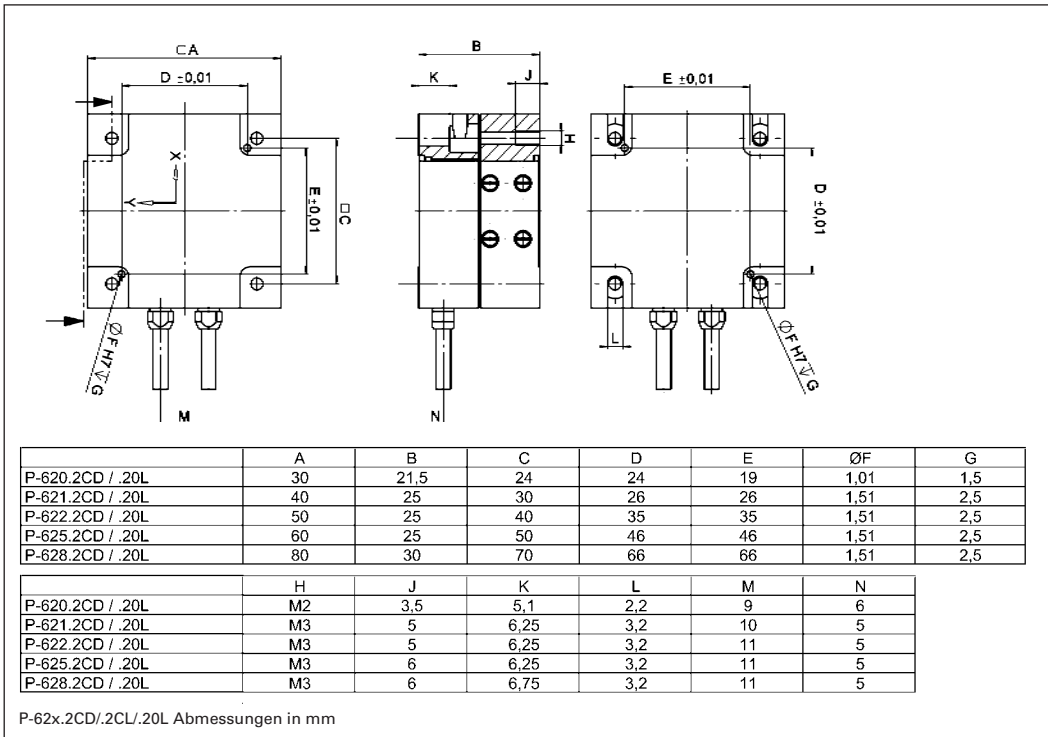 □A
B
D ±0,01
K
J
E ±0,01
H
X
Y
E ±0,01
□C
D ±0,01
L
ØF H7 ↧ G
ØF H7 ↧ G
M
N
A B C D E ØF G
P-620.2CD / .20L 30 21,5 24 24 19 1,01 1,5
P-621.2CD / .20L 40 25 30 26 26 1,51 2,5
P-622.2CD / .20L 50 25 40 35 35 1,51 2,5
P-625.2CD / .20L 60 25 50 46 46 1,51 2,5
P-628.2CD / .20L 80 30 70 66 66 1,51 2,5
H J K L M N
P-620.2CD / .20L M2 3,5 5,1 2,2 9 6
P-621.2CD / .20L M3 5 6,25 3,2 10 5
P-622.2CD / .20L M3 5 6,25 3,2 11 5
P-625.2CD / .20L M3 6 6,25 3,2 11 5
P-628.2CD / .20L M3 6 6,75 3,2 11 5
P-62x.2CD/.2CL/.20L Abmessungen in mm